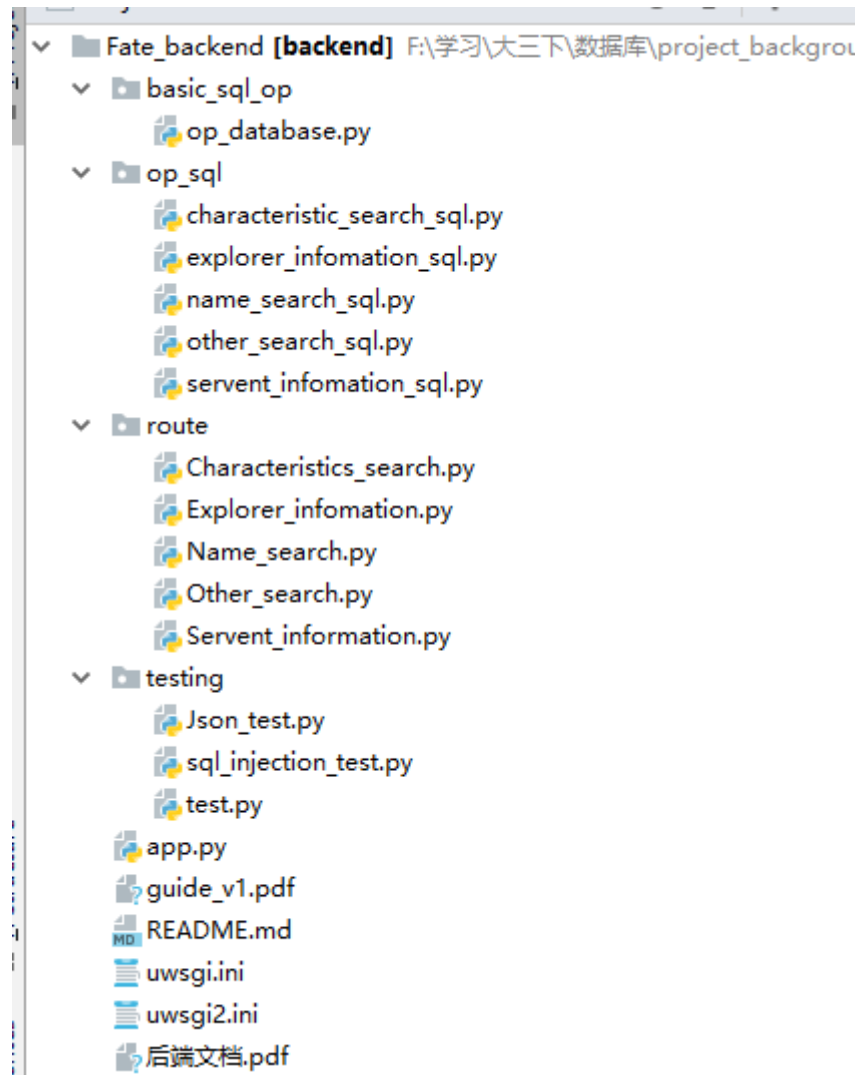 Fate_backend [backend] F:\学习\大三下\数据库\project_backgrou
basic_sql_op
op_database.py
op_sql
characteristic_search_sql.py
explorer_infomation_sql.py
name_search_sql.py
other_search_sql.py
servent_infomation_sql.py
route
Characteristics_search.py
Explorer_infomation.py
Name_search.py
Other_search.py
Servent_information.py
testing
Json_test.py
sql_injection_test.py
test.py
app.py
guide_v1.pdf
MD README.md
uwsgi.ini
uwsgi2.ini
后端文档.pdf